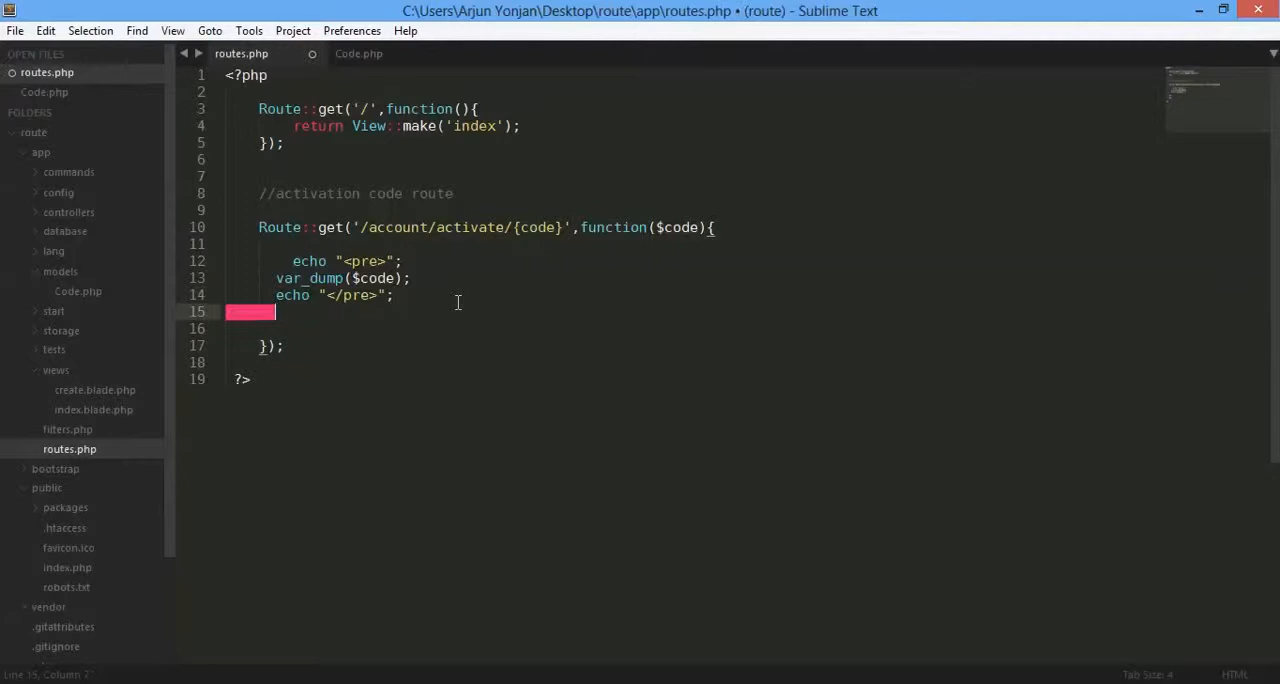 C:\Users\Arjun Yonjan\Desktop\route\app\routes.php • (route) - Sublime Text
File Edit Selection Find View Goto Tools Project Preferences Help
OPEN FILES
routes.php
Code.php
FOLDERS
route
app
commands
config
controllers
database
lang
models
Code.php
start
storage
tests
views
create.blade.php
index.blade.php
filters.php
routes.php
bootstrap
public
packages
.htaccess
favicon.ico
index.php
robots.txt
vendor
.gitattributes
.gitignore
routes.php Code.php
1 <?php
2
3 Route::get('/',function(){
4 return View::make('index');
5 });
6
7
8 //activation code route
9
10 Route::get('/account/activate/{code}',function($code){
11
12 echo "<pre>";
13 var_dump($code);
14 echo "</pre>";
15
16
17 });
18
19 ?>
Line 15, Column 7
Tab Size: 4 HTML